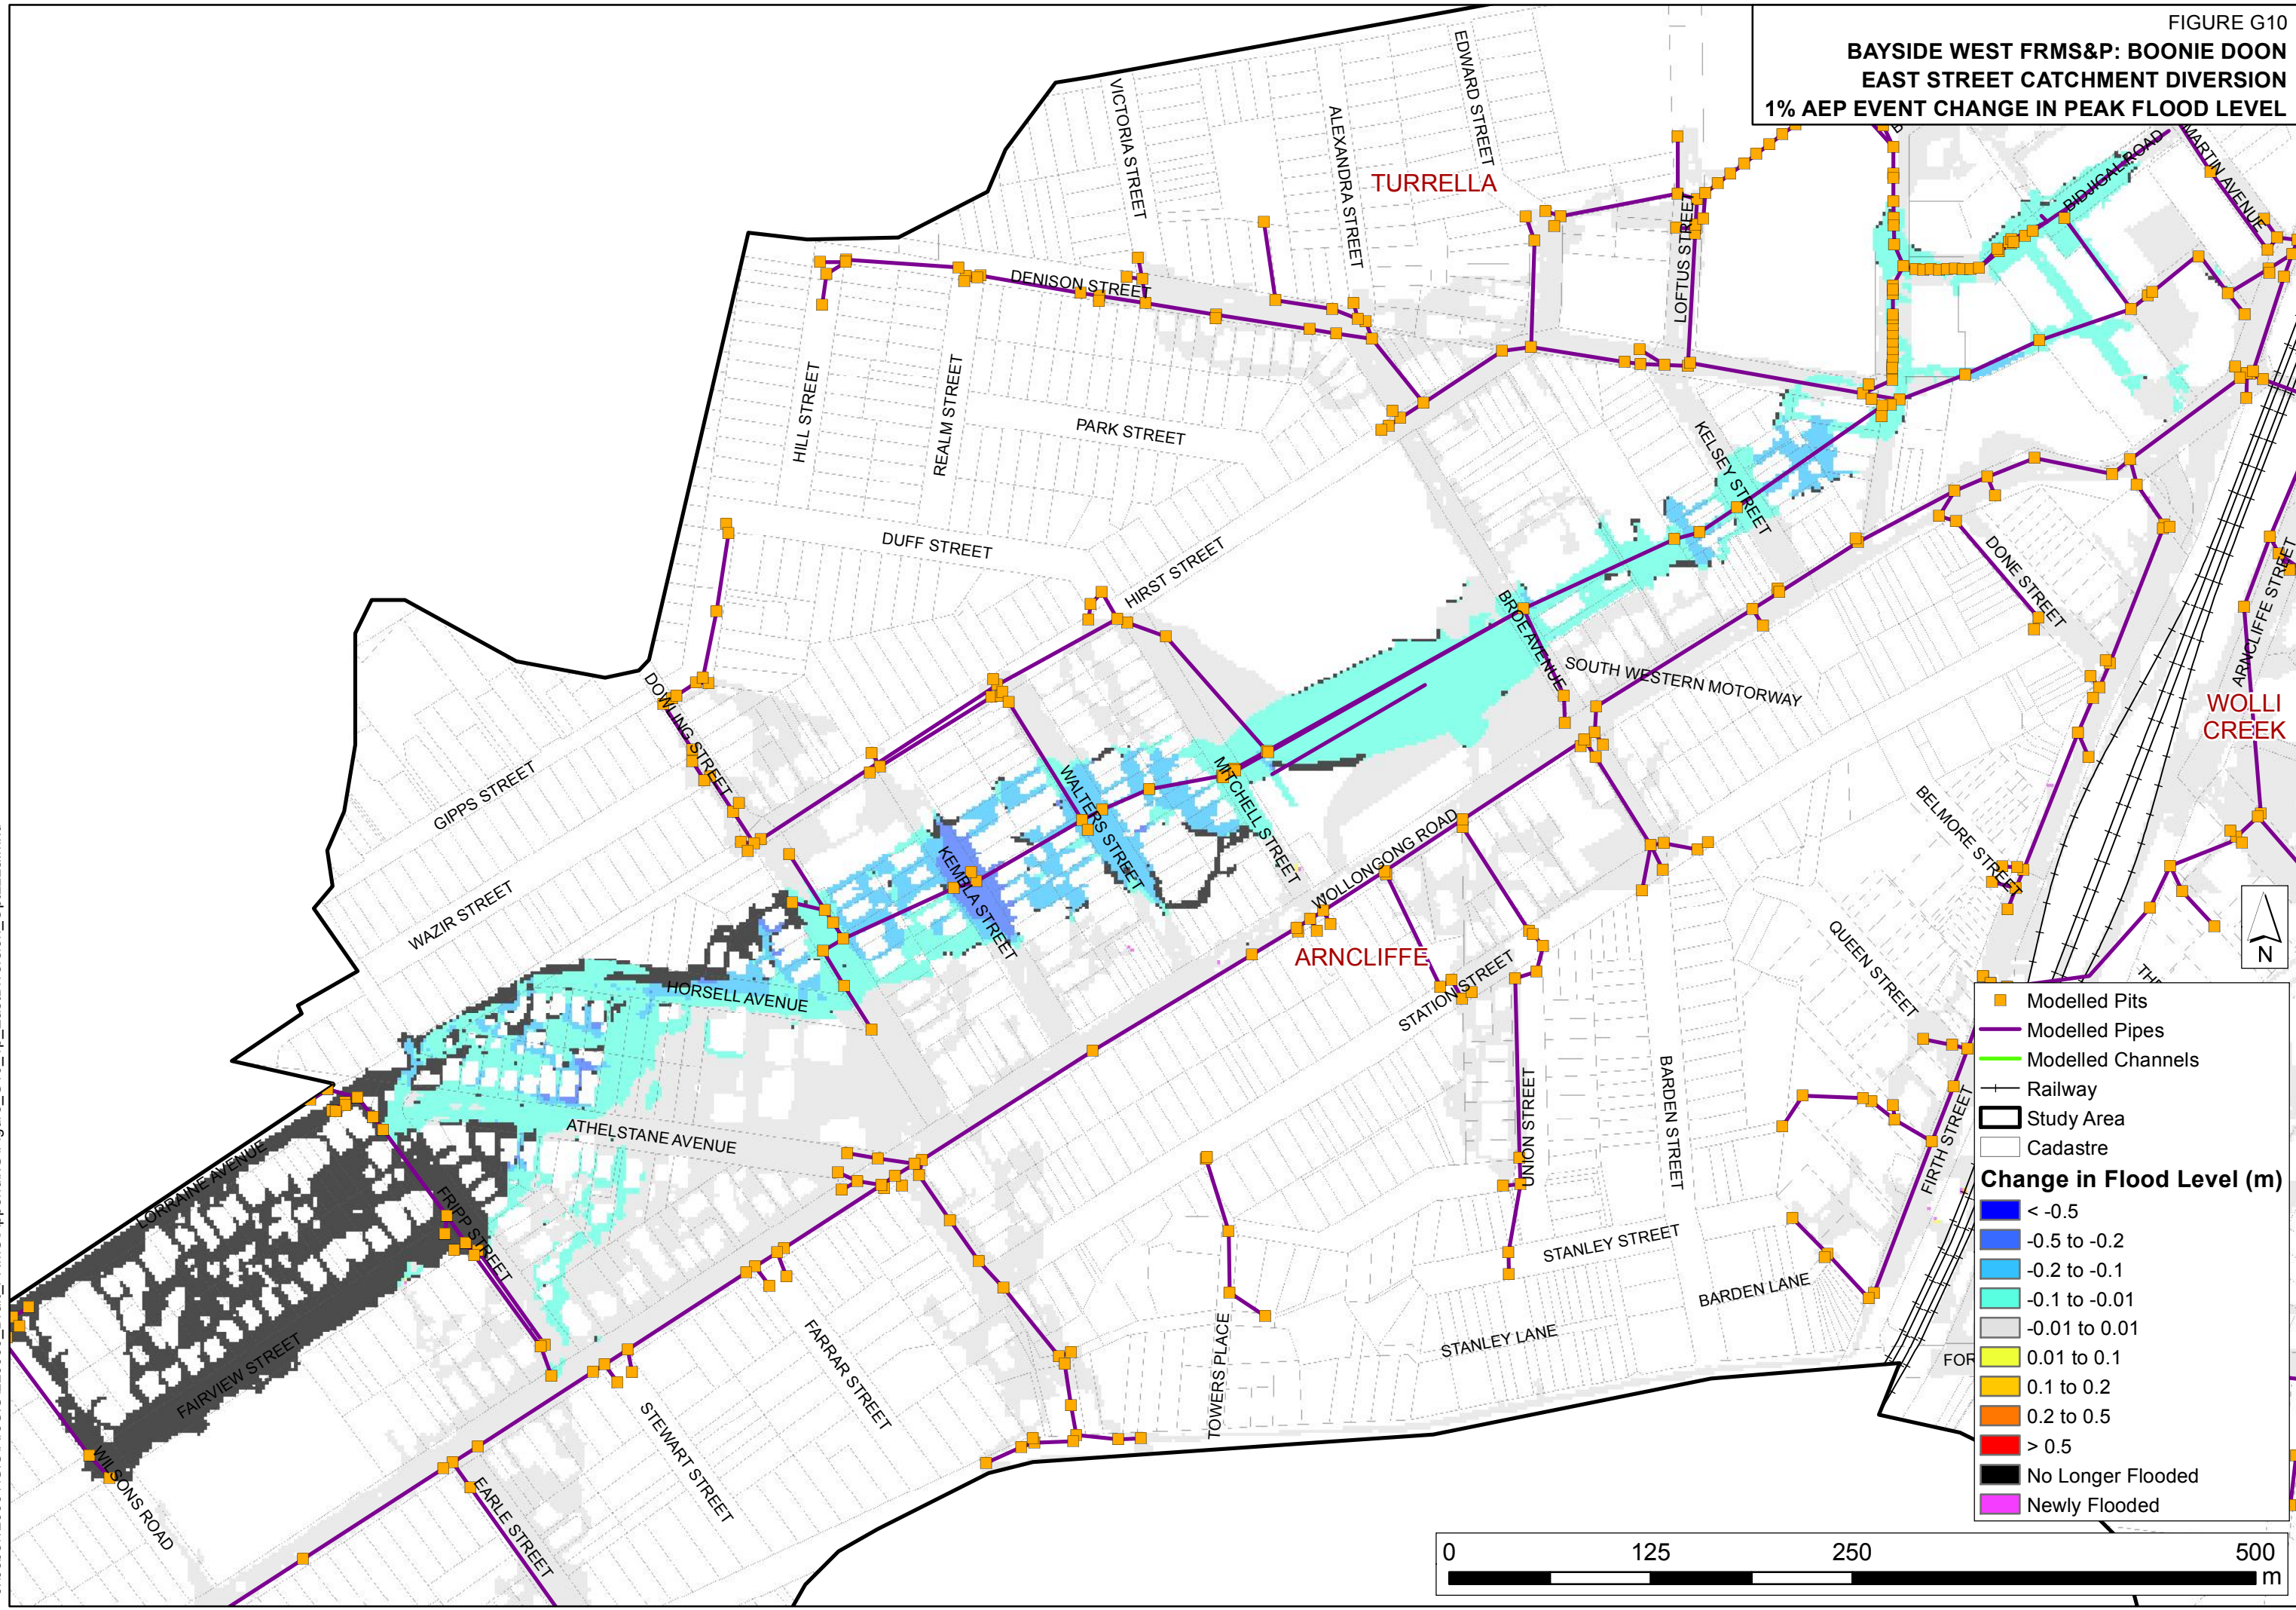 FIGURE G10
BAYSIDE WEST FRMS&P: BOONIE DOON
EAST STREET CATCHMENT DIVERSION
1% AEP EVENT CHANGE IN PEAK FLOOD LEVEL
EDWARD STREET
VICTORIA STREET
ALEXANDRA STREET
TURRELLA
LOFTUS STREET
BIDJIGAL ROAD
MARTIN AVENUE
DENISON STREET
HILL STREET
REALM STREET
PARK STREET
KELSEY STREET
DUFF STREET
HIRST STREET
DONE STREET
ARNCLIFFE STREET
BROE AVENUE
SOUTH WESTERN MOTORWAY
WOLLI
CREEK
DOWLING STREET
GIPPS STREET
WALTERS STREET
MITCHELL STREET
BELMORE STREET
WOLLONGONG ROAD
KEMBLA STREET
WAZIR STREET
QUEEN STREET
ARNCLIFFE
STATION STREET
HORSELL AVENUE
THE
N
ATHELSTANE AVENUE
UNION STREET
BARDEN STREET
FIRTH STREET
LORRAINE AVENUE
FRIPP STREET
STANLEY STREET
BARDEN LANE
STANLEY LANE
TOWERS PLACE
FARRAR STREET
FAIRVIEW STREET
STEWART STREET
WILSONS ROAD
EARLE STREET
FOR
Modelled Pits
Modelled Pipes
Modelled Channels
Railway
Study Area
Cadastre
Change in Flood Level (m)
< -0.5
-0.5 to -0.2
-0.2 to -0.1
-0.1 to -0.01
-0.01 to 0.01
0.01 to 0.1
0.1 to 0.2
0.2 to 0.5
> 0.5
No Longer Flooded
Newly Flooded
0 125 250 500
m